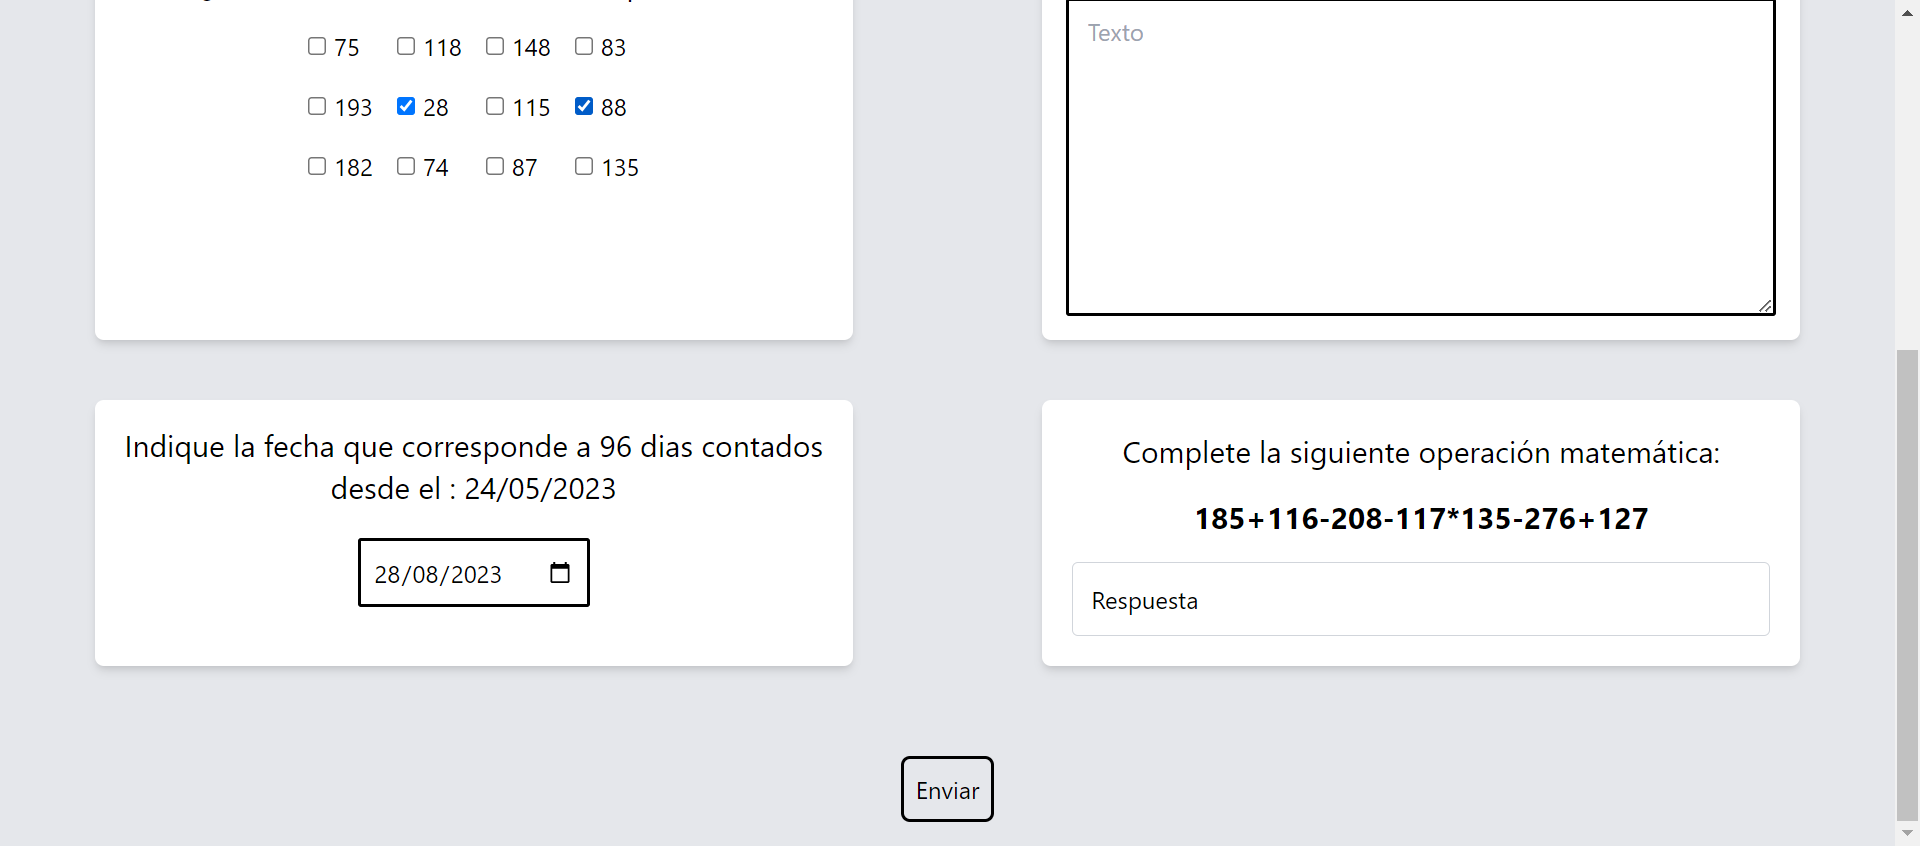 75 118 148 83
193 28 115 88
182 74 87 135
Texto
Indique la fecha que corresponde a 96 dias contados
desde el : 24/05/2023
28/08/2023
Complete la siguiente operación matemática:
185+116-208-117*135-276+127
Respuesta
Enviar